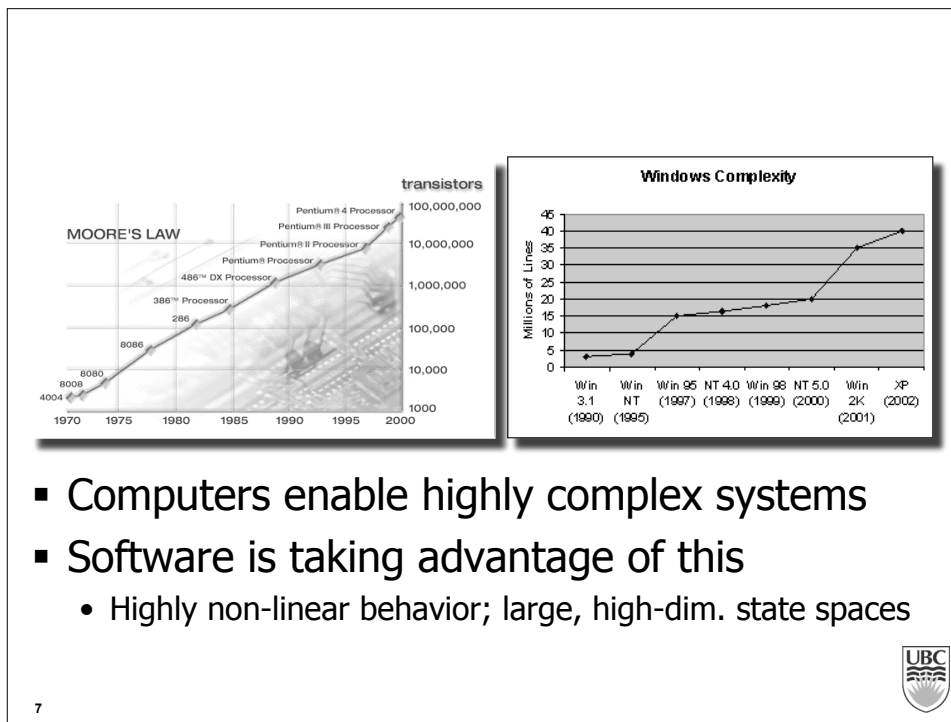 transistors
100,000,000
10,000,000
1,000,000
100,000
10,000
1000
MOORE'S LAW
Pentium® 4 Processor
Pentium® III Processor
Pentium® II Processor
Pentium® Processor
486™ DX Processor
386™ Processor
286
8086
8080
8008
4004
1970 1975 1980 1985 1990 1995 2000
Windows Complexity
Millions of Lines
45
40
35
30
25
20
15
10
5
0
Win Win Win 95 NT 4.0 Win 98 NT 5.0 Win XP
3.1 NT (1997) (1998) (1999) (2000) 2K (2002)
(1990) (1995) (2001)
▪ Computers enable highly complex systems
▪ Software is taking advantage of this
• Highly non-linear behavior; large, high-dim. state spaces
UBC
7